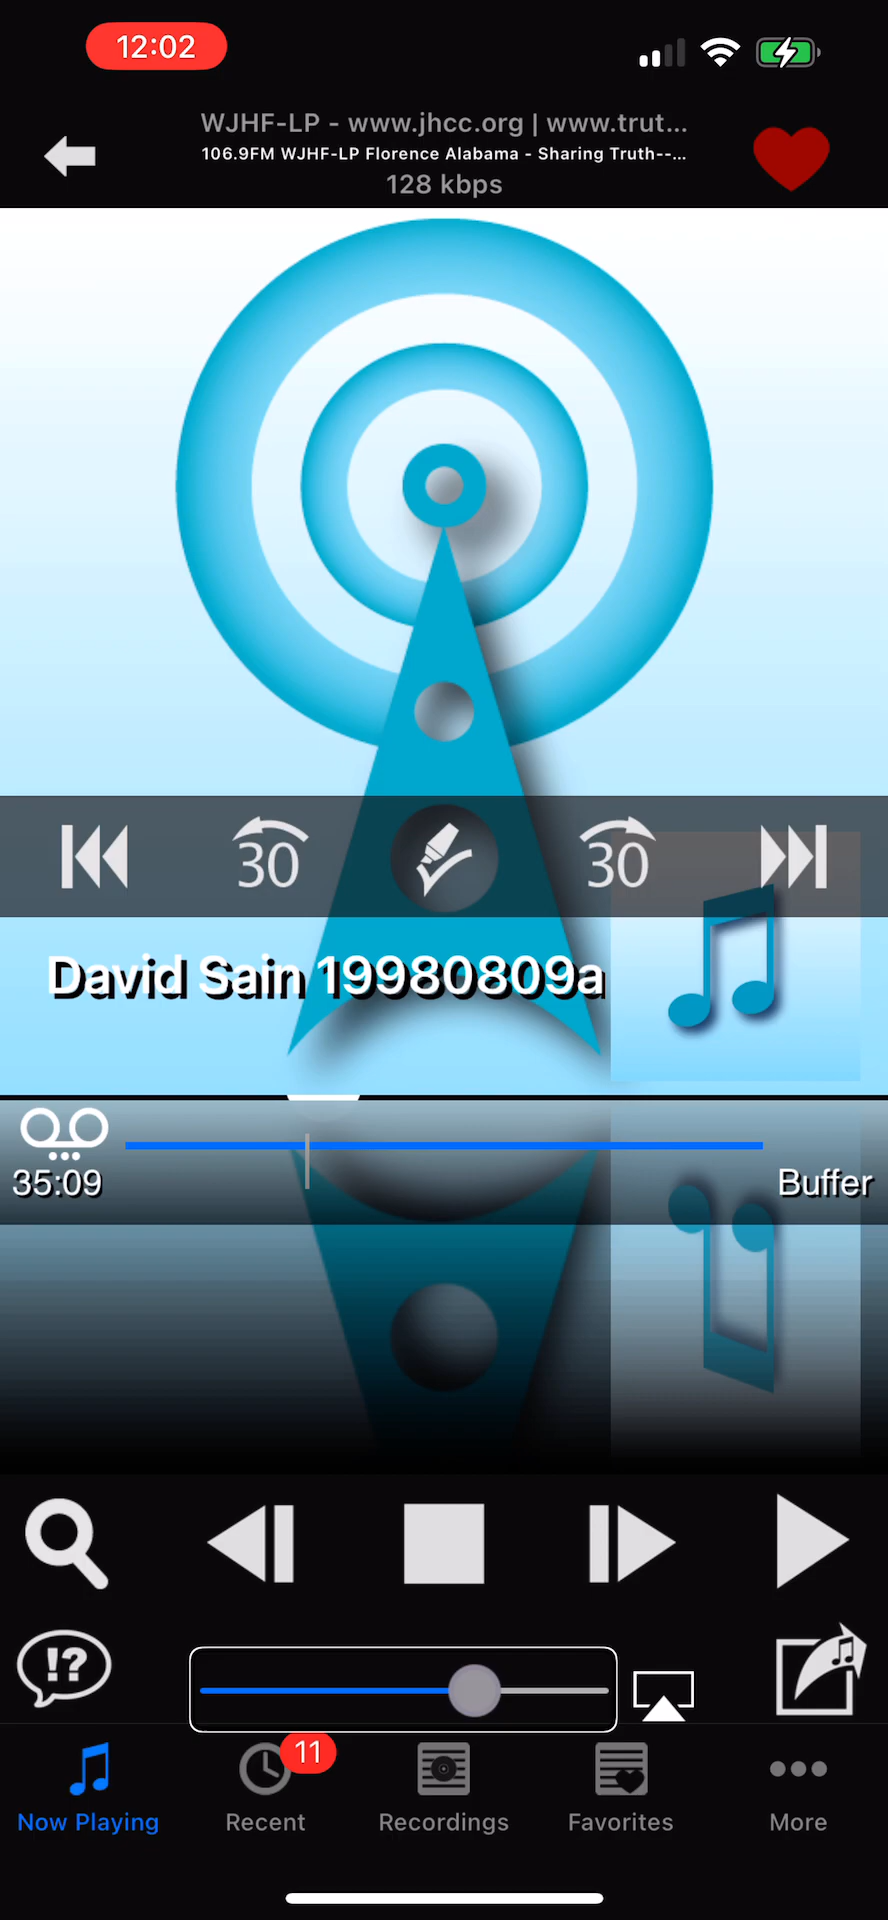 12:02
WJHF-LP - www.jhcc.org | www.trut...
106.9FM WJHF-LP Florence Alabama - Sharing Truth--...
128 kbps
30
30
David Sain 19980809a
35:09
Buffer
!?
11
Now Playing
Recent
Recordings
Favorites
More